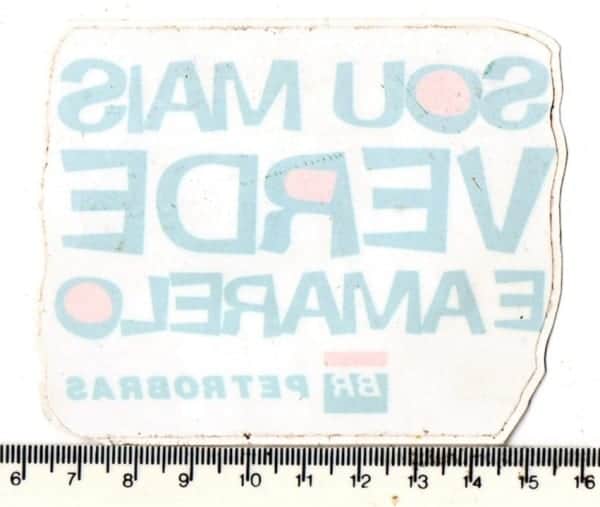 SOU MAIS
VERDE
E AMARELO
BR PETROBRAS
6 7 8 9 10 11 12 13 14 15 16